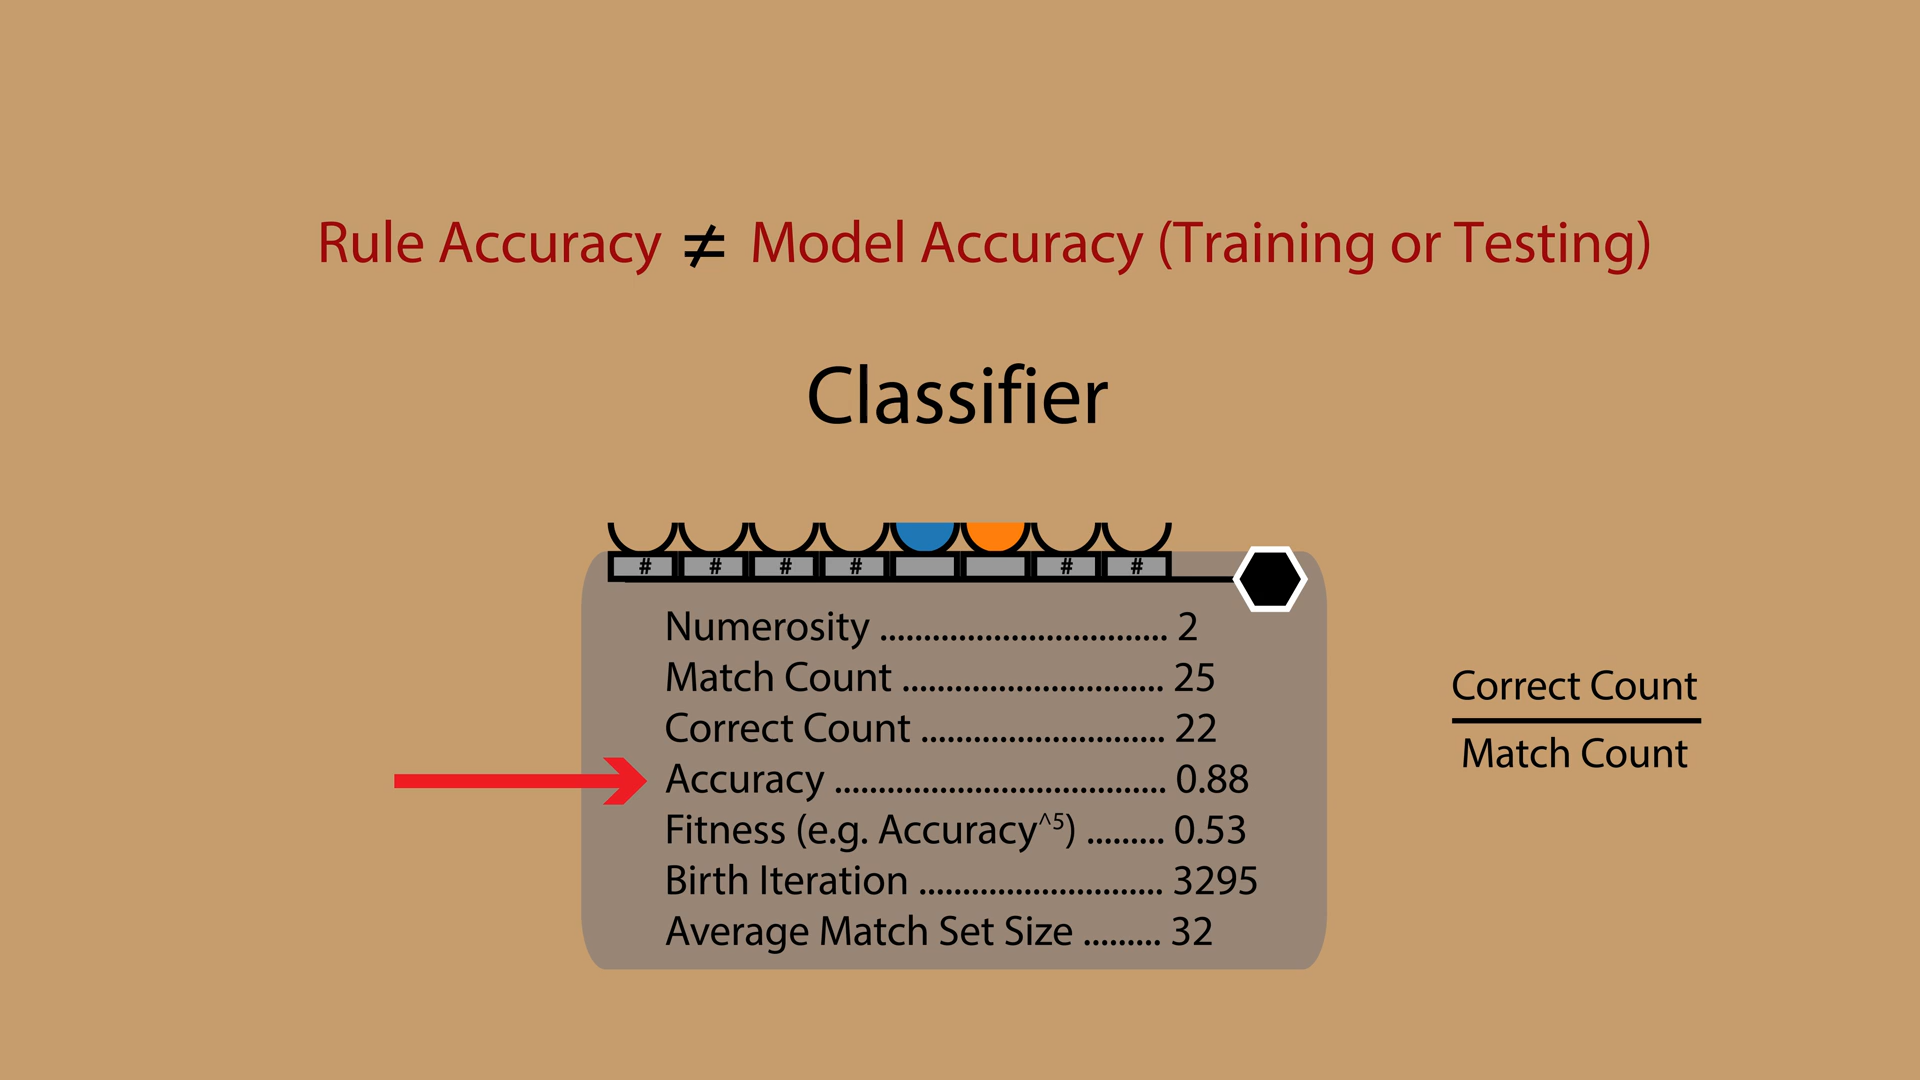 Rule Accuracy ≠ Model Accuracy (Training or Testing)
Classifier
# # # # # #
Numerosity ................................. 2
Match Count .............................. 25
Correct Count ............................ 22
Accuracy ...................................... 0.88
Fitness (e.g. Accuracy^5) ......... 0.53
Birth Iteration ............................ 3295
Average Match Set Size ......... 32
Correct Count
Match Count